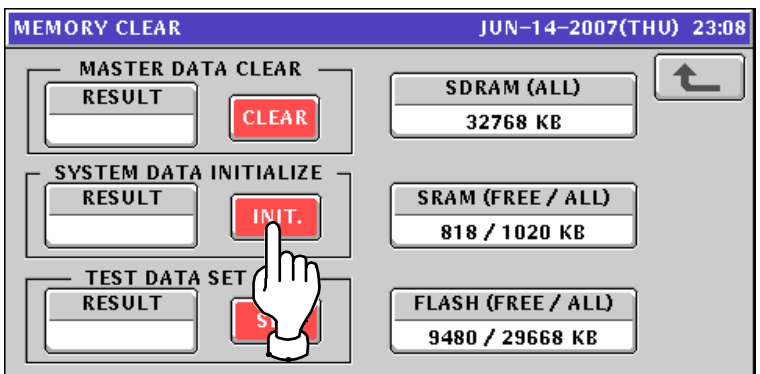 MEMORY CLEAR JUN-14-2007(THU) 23:08
MASTER DATA CLEAR
RESULT
CLEAR
SDRAM (ALL)
32768 KB
SYSTEM DATA INITIALIZE
RESULT
INIT.
SRAM (FREE / ALL)
818 / 1020 KB
TEST DATA SET
RESULT
FLASH (FREE / ALL)
9480 / 29668 KB